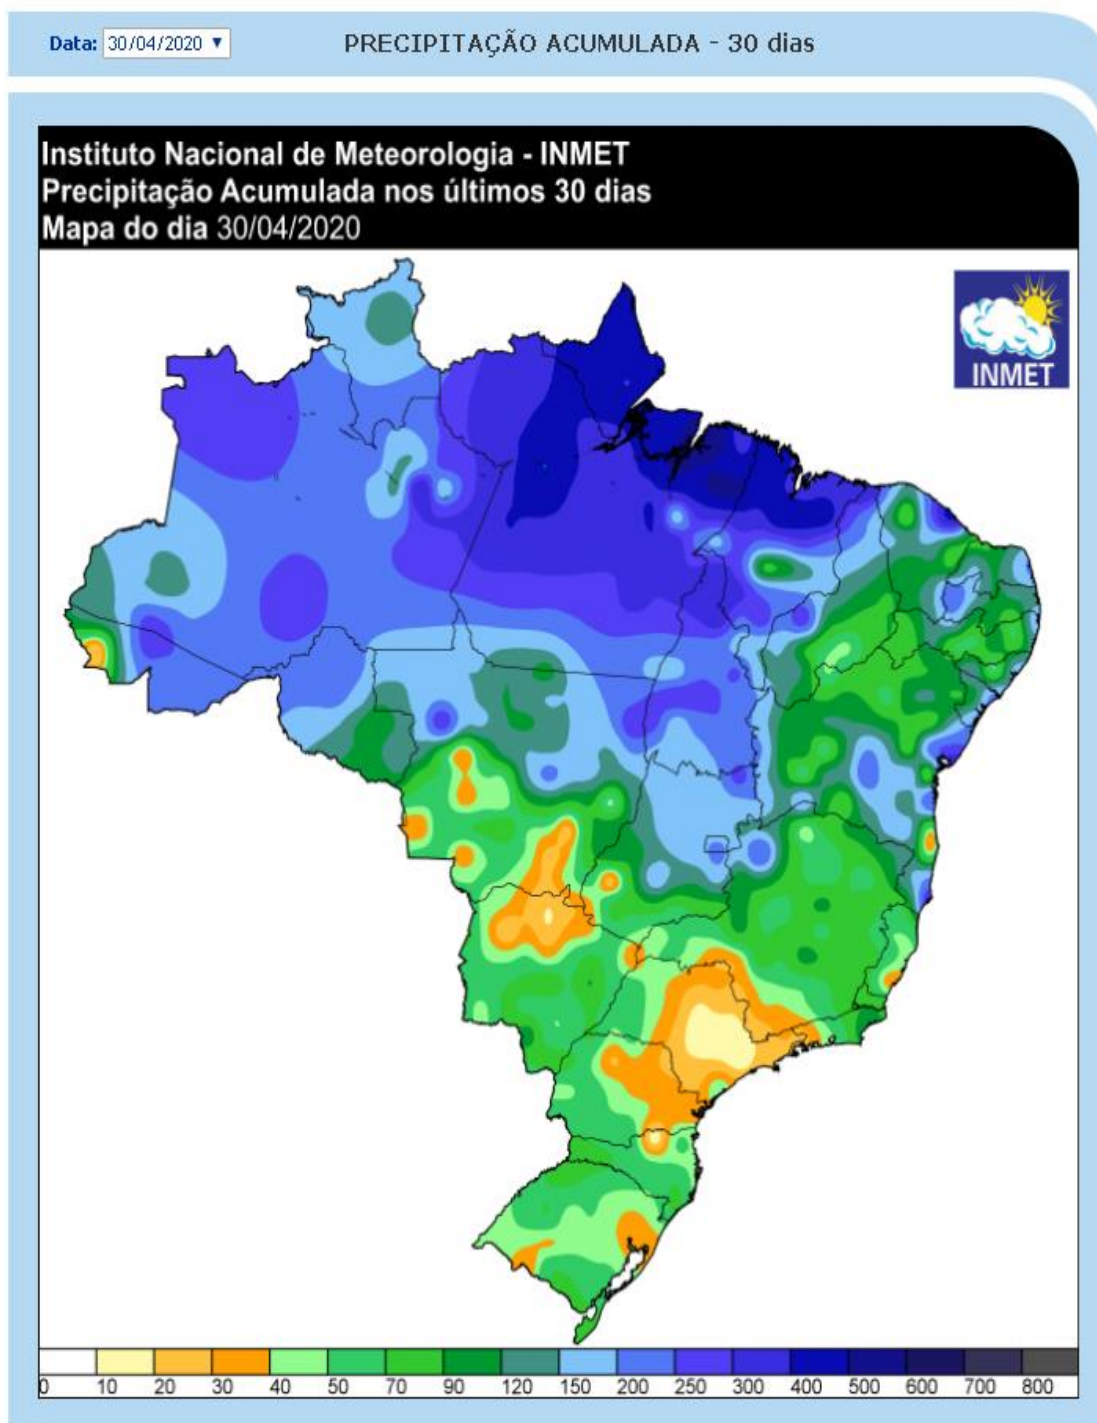 Data: 30/04/2020 ▼ PRECIPITAÇÃO ACUMULADA - 30 dias
Instituto Nacional de Meteorologia - INMET
Precipitação Acumulada nos últimos 30 dias
Mapa do dia 30/04/2020
INMET
0 10 20 30 40 50 70 90 120 150 200 250 300 400 500 600 700 800